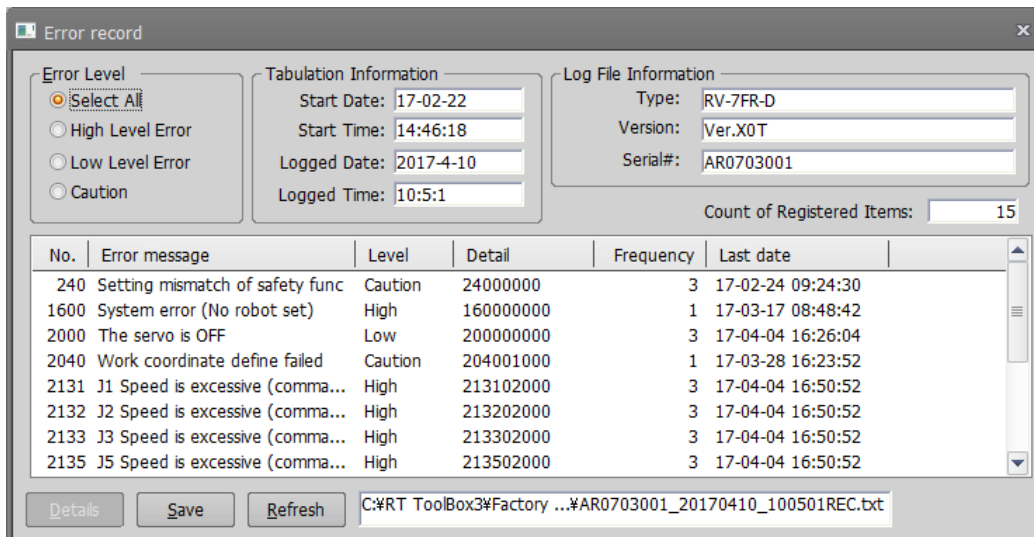 Error record
Error Level
Select All
High Level Error
Low Level Error
Caution
Tabulation Information
Start Date: 17-02-22
Start Time: 14:46:18
Logged Date: 2017-4-10
Logged Time: 10:5:1
Log File Information
Type: RV-7FR-D
Version: Ver.X0T
Serial#: AR0703001
Count of Registered Items: 15
No. Error message Level Detail Frequency Last date
240 Setting mismatch of safety func Caution 24000000 3 17-02-24 09:24:30
1600 System error (No robot set) High 160000000 1 17-03-17 08:48:42
2000 The servo is OFF Low 200000000 3 17-04-04 16:26:04
2040 Work coordinate define failed Caution 204001000 1 17-03-28 16:23:52
2131 J1 Speed is excessive (comma... High 213102000 3 17-04-04 16:50:52
2132 J2 Speed is excessive (comma... High 213202000 3 17-04-04 16:50:52
2133 J3 Speed is excessive (comma... High 213302000 3 17-04-04 16:50:52
2135 J5 Speed is excessive (comma... High 213502000 3 17-04-04 16:50:52
Details Save Refresh C:¥RT ToolBox3¥Factory ...¥AR0703001_20170410_100501REC.txt